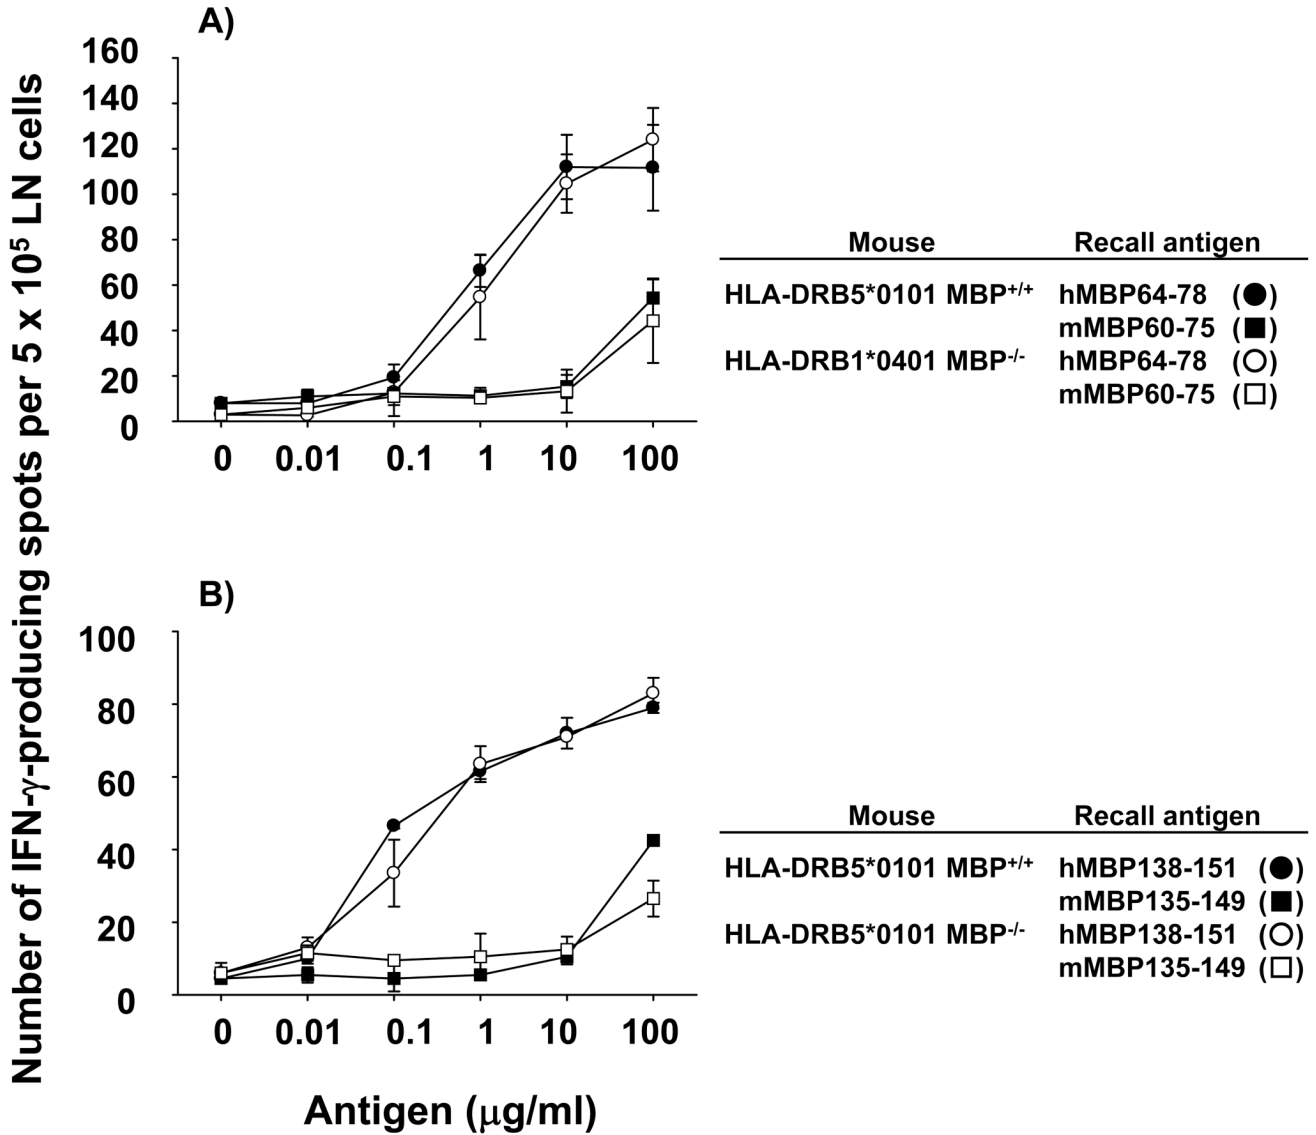 A)
Number of IFN-γ-producing spots per 5 x 10⁵ LN cells
160
140
120
100
80
60
40
20
0
0 0.01 0.1 1 10 100
Mouse Recall antigen
HLA-DRB5*0101 MBP+/+ hMBP64-78 (●)
mMBP60-75 (■)
HLA-DRB1*0401 MBP-/- hMBP64-78 (○)
mMBP60-75 (□)
B)
100
80
60
40
20
0
0 0.01 0.1 1 10 100
Mouse Recall antigen
HLA-DRB5*0101 MBP+/+ hMBP138-151 (●)
mMBP135-149 (■)
HLA-DRB5*0101 MBP-/- hMBP138-151 (○)
mMBP135-149 (□)
Antigen (μg/ml)